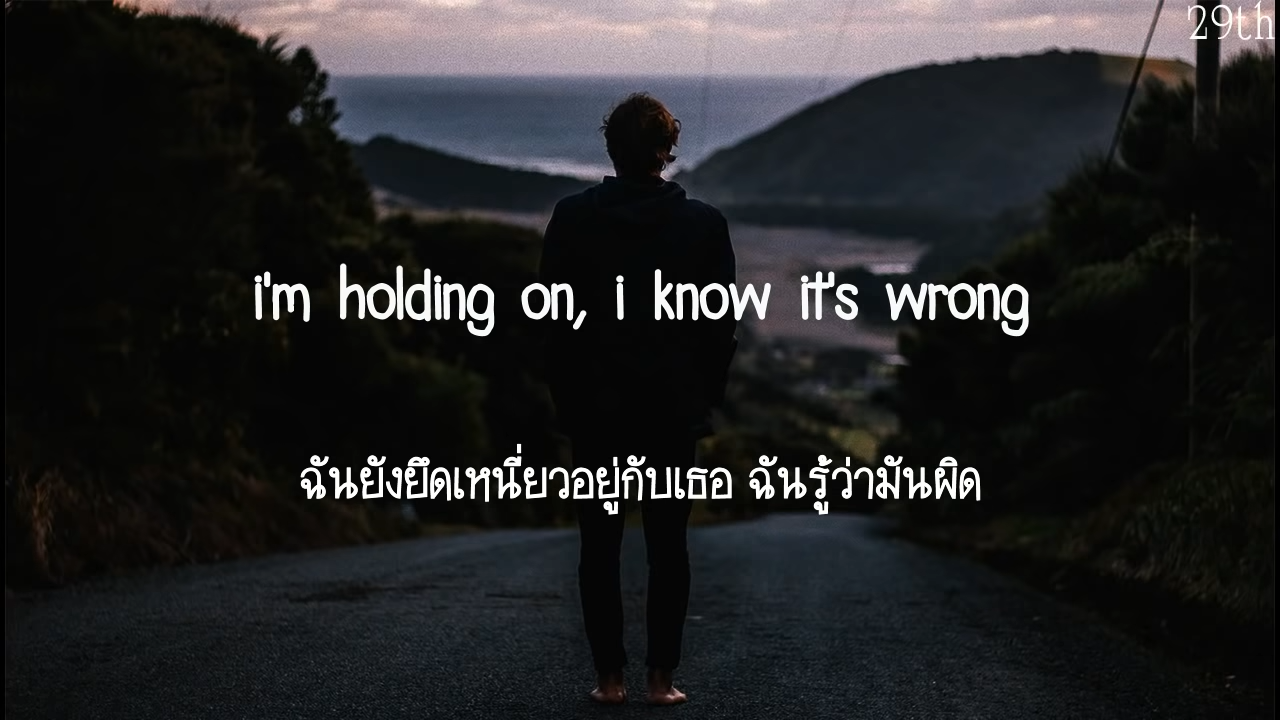 29th
i'm holding on, i know it's wrong
ฉันยังยึดเหนี่ยวอยู่กับเธอ ฉันรู้ว่ามันผิด